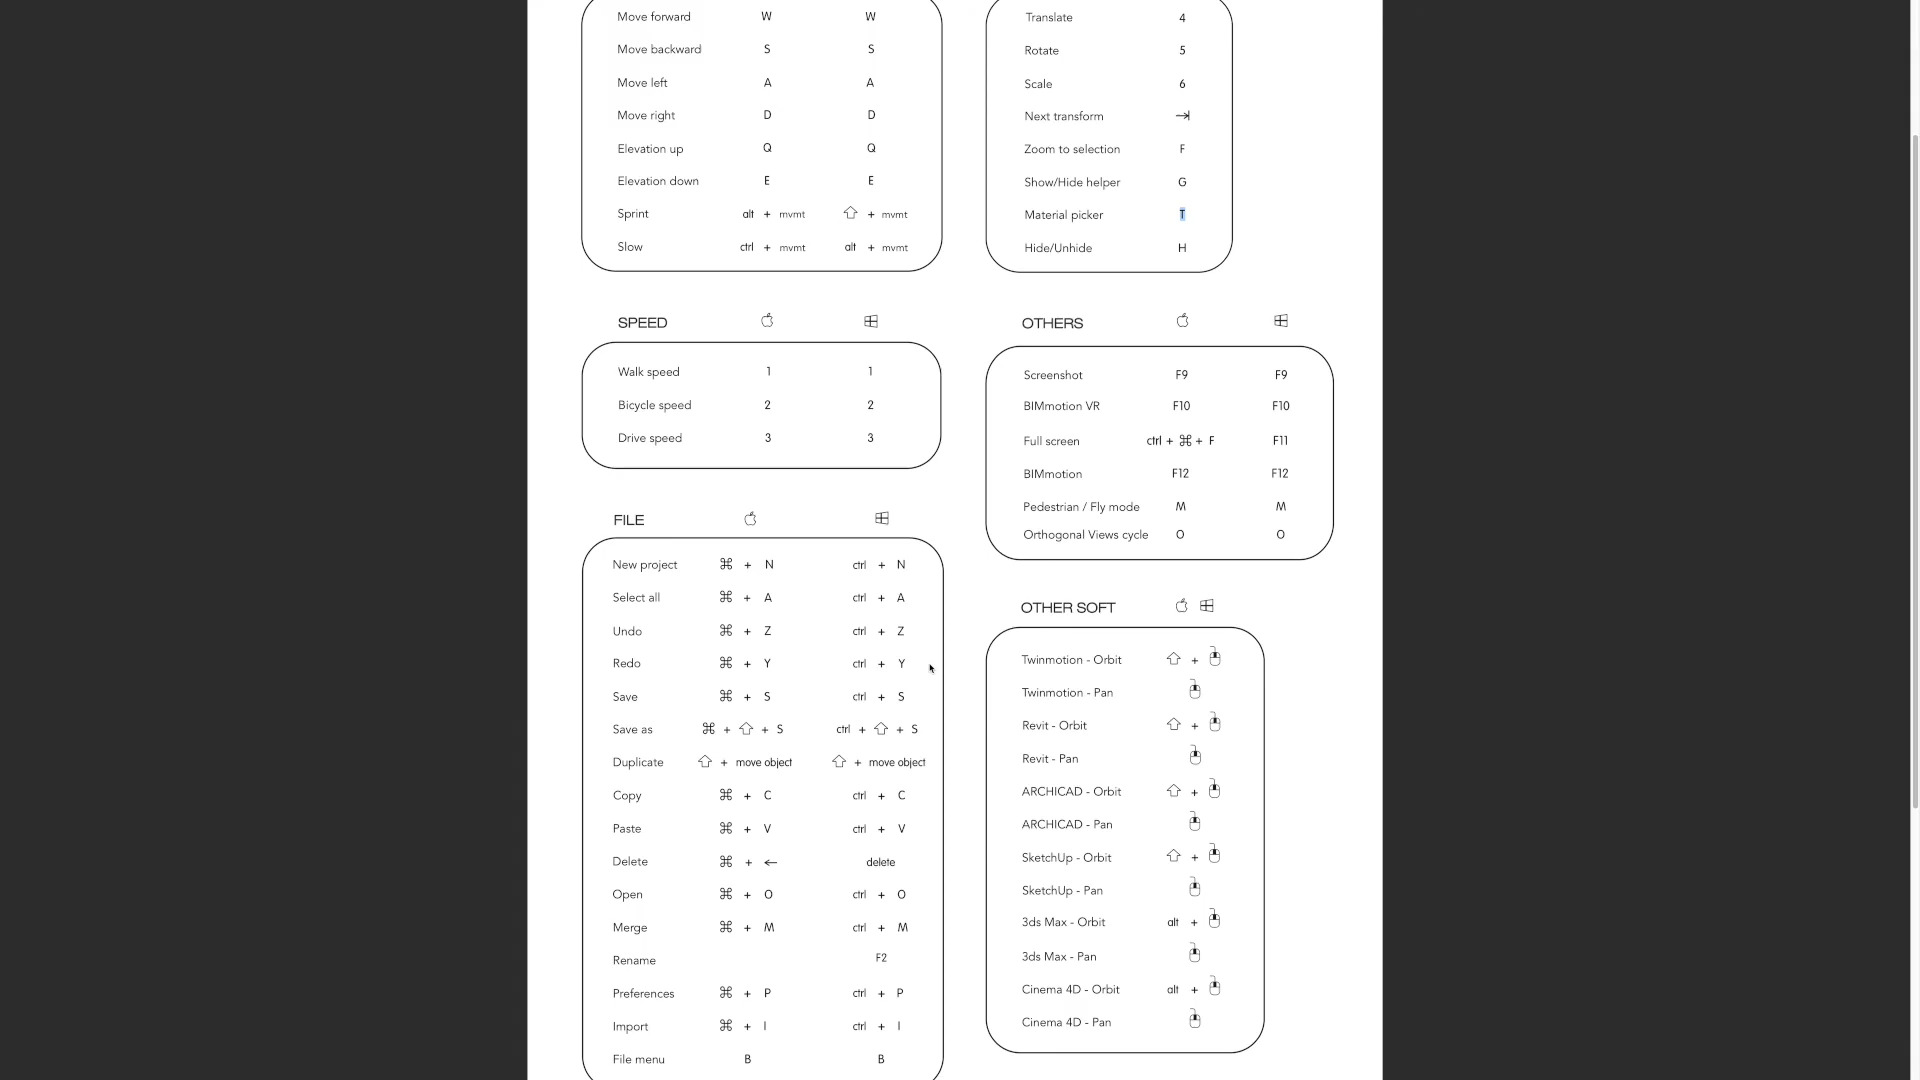 Move forward W W
Move backward S S
Move left A A
Move right D D
Elevation up Q Q
Elevation down E E
Sprint alt + mvmt ⇧ + mvmt
Slow ctrl + mvmt alt + mvmt
Translate 4
Rotate 5
Scale 6
Next transform →|
Zoom to selection F
Show/Hide helper G
Material picker T
Hide/Unhide H
SPEED
Walk speed 1 1
Bicycle speed 2 2
Drive speed 3 3
OTHERS
Screenshot F9 F9
BIMmotion VR F10 F10
Full screen ctrl + ⌘ + F F11
BIMmotion F12 F12
Pedestrian / Fly mode M M
Orthogonal Views cycle O O
FILE
New project ⌘ + N ctrl + N
Select all ⌘ + A ctrl + A
Undo ⌘ + Z ctrl + Z
Redo ⌘ + Y ctrl + Y
Save ⌘ + S ctrl + S
Save as ⌘ + ⇧ + S ctrl + ⇧ + S
Duplicate ⇧ + move object ⇧ + move object
Copy ⌘ + C ctrl + C
Paste ⌘ + V ctrl + V
Delete ⌘ + ← delete
Open ⌘ + O ctrl + O
Merge ⌘ + M ctrl + M
Rename F2
Preferences ⌘ + P ctrl + P
Import ⌘ + I ctrl + I
File menu B B
OTHER SOFT
Twinmotion - Orbit ⇧ +
Twinmotion - Pan
Revit - Orbit ⇧ +
Revit - Pan
ARCHICAD - Orbit ⇧ +
ARCHICAD - Pan
SketchUp - Orbit ⇧ +
SketchUp - Pan
3ds Max - Orbit alt +
3ds Max - Pan
Cinema 4D - Orbit alt +
Cinema 4D - Pan